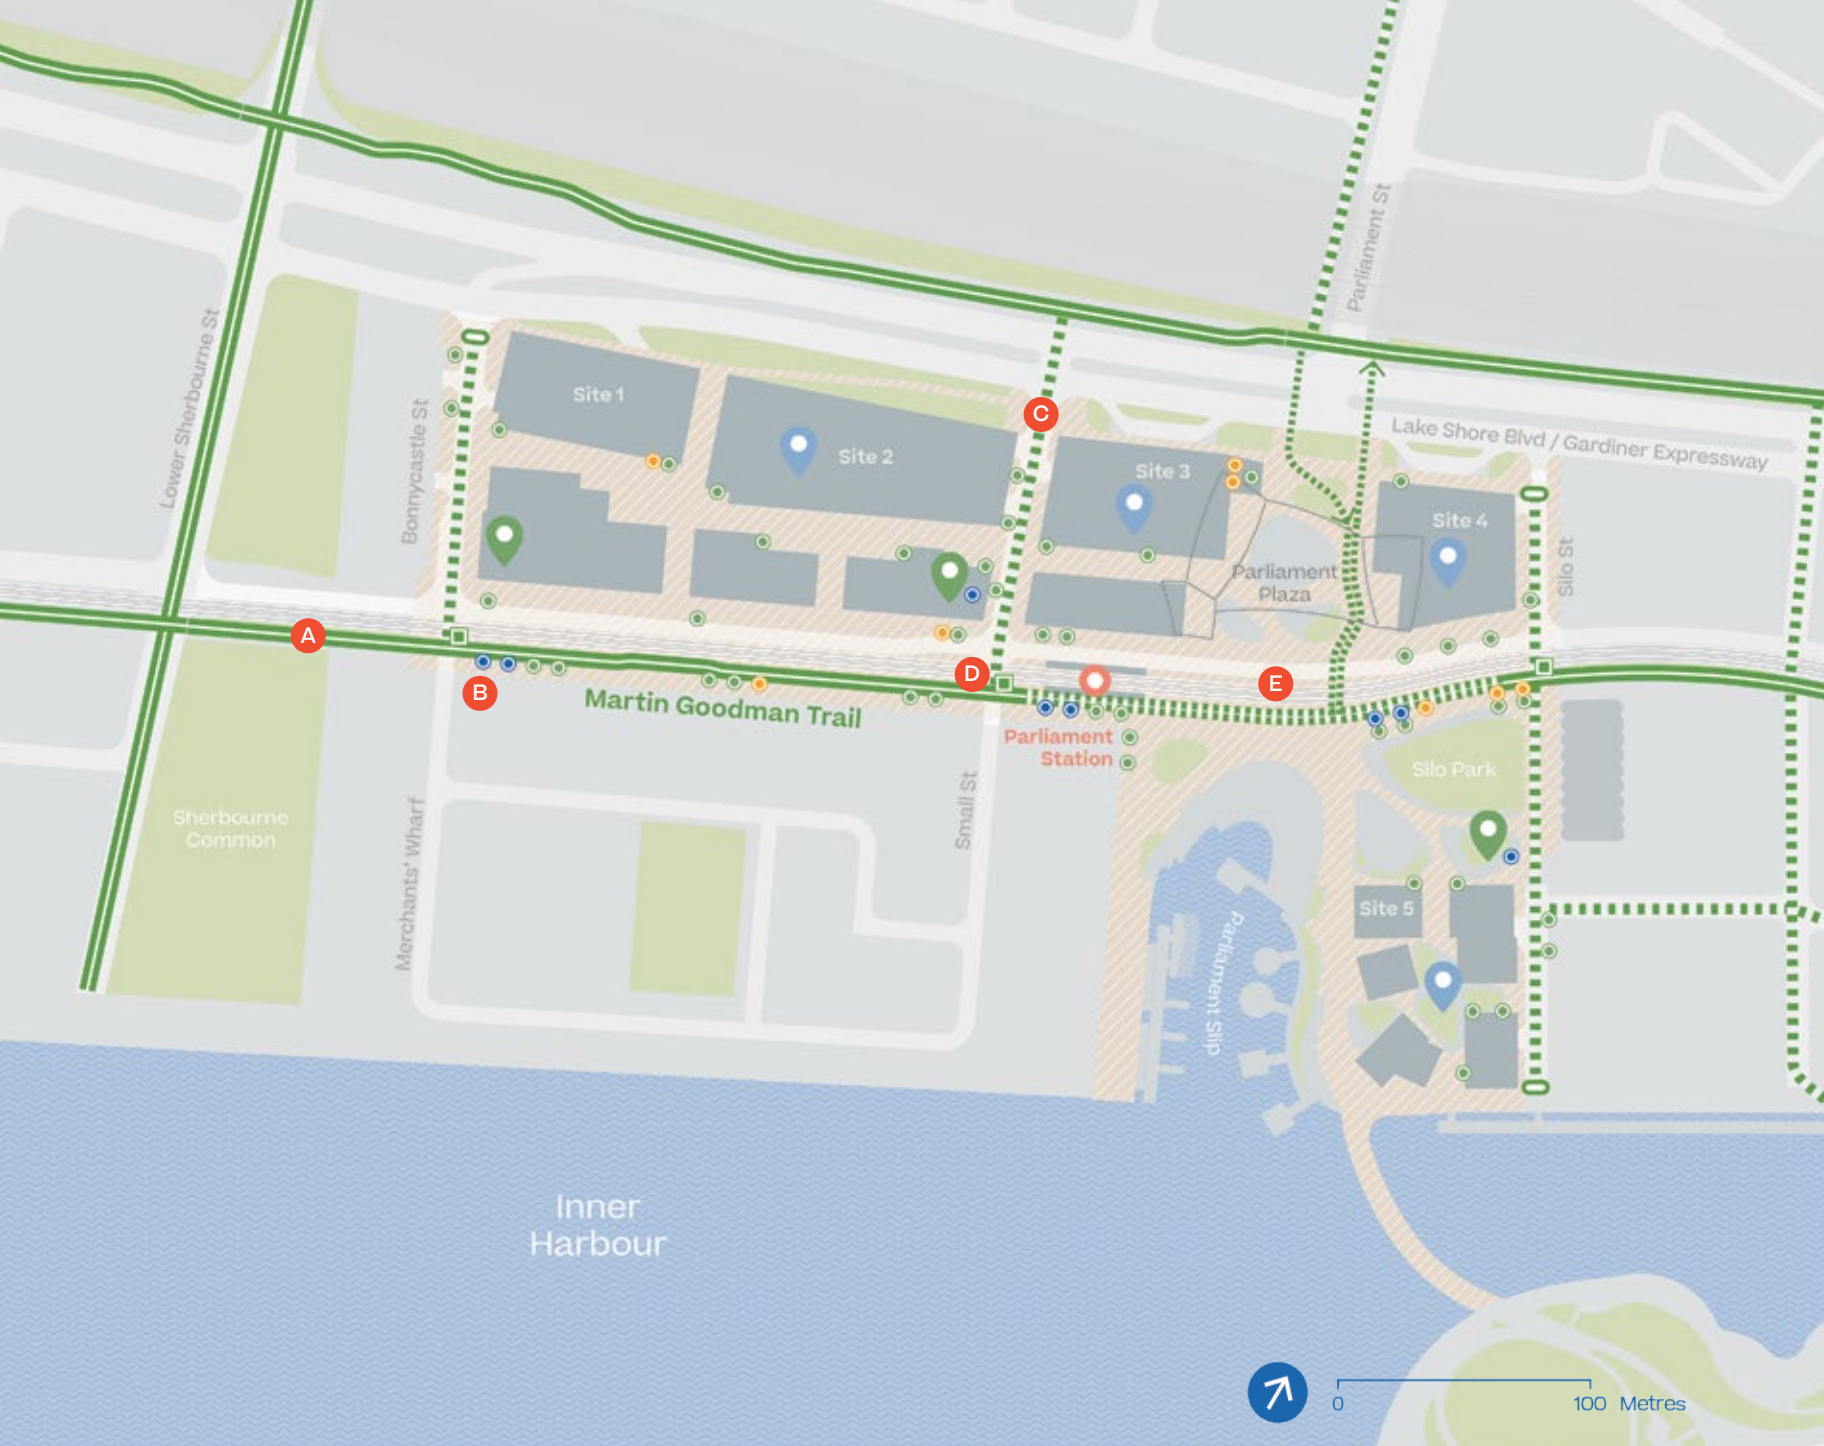 Parliament St
Lower Sherbourne St
Bonnycastle St
Site 1
Site 2
C
Site 3
Lake Shore Blvd / Gardiner Expressway
Site 4
Silo St
Parliament
Plaza
A
B
D
E
Martin Goodman Trail
Parliament
Station
Silo Park
Sherbourne
Common
Merchants' Wharf
Small St
Parliament Slip
Site 5
Inner
Harbour
0
100 Metres